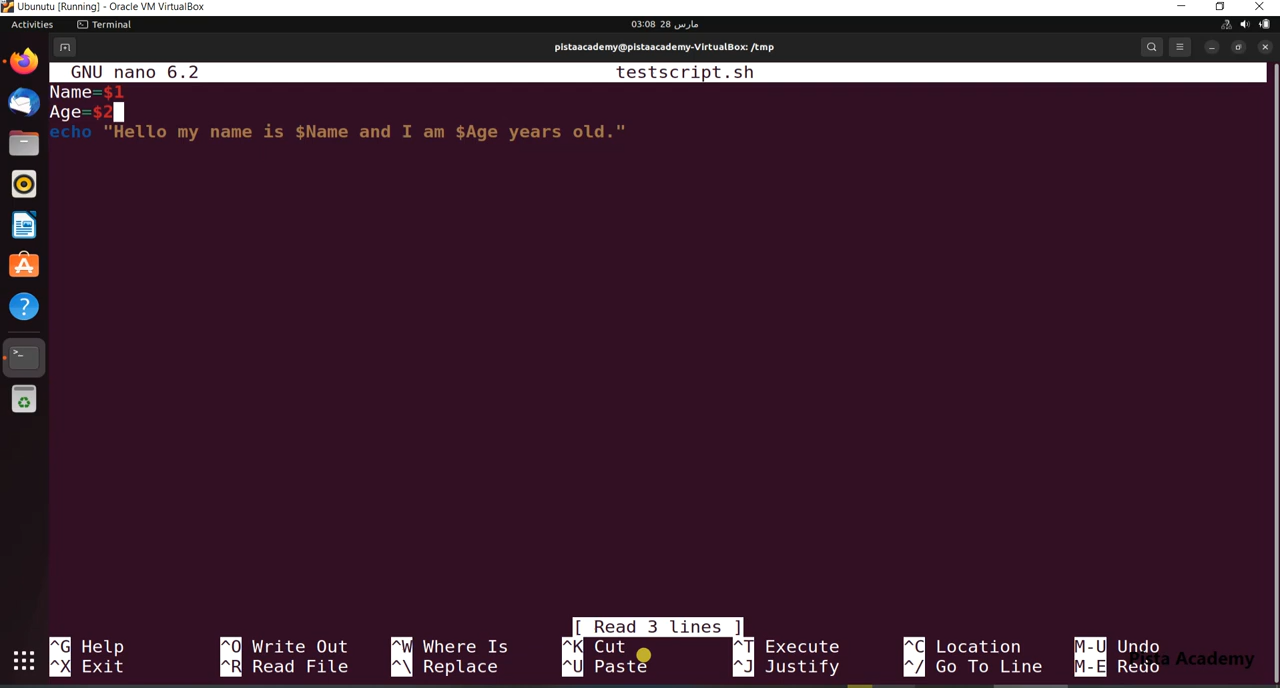 Ubunutu [Running] - Oracle VM VirtualBox
Activities Terminal 03:08 28 مارس
pistaacademy@pistaacademy-VirtualBox: /tmp
GNU nano 6.2 testscript.sh
Name=$1
Age=$2
echo "Hello my name is $Name and I am $Age years old."
[ Read 3 lines ]
^G Help ^O Write Out ^W Where Is ^K Cut ^T Execute ^C Location M-U Undo
^X Exit ^R Read File ^\ Replace ^U Paste ^J Justify ^/ Go To Line M-E Redo
Pista Academy